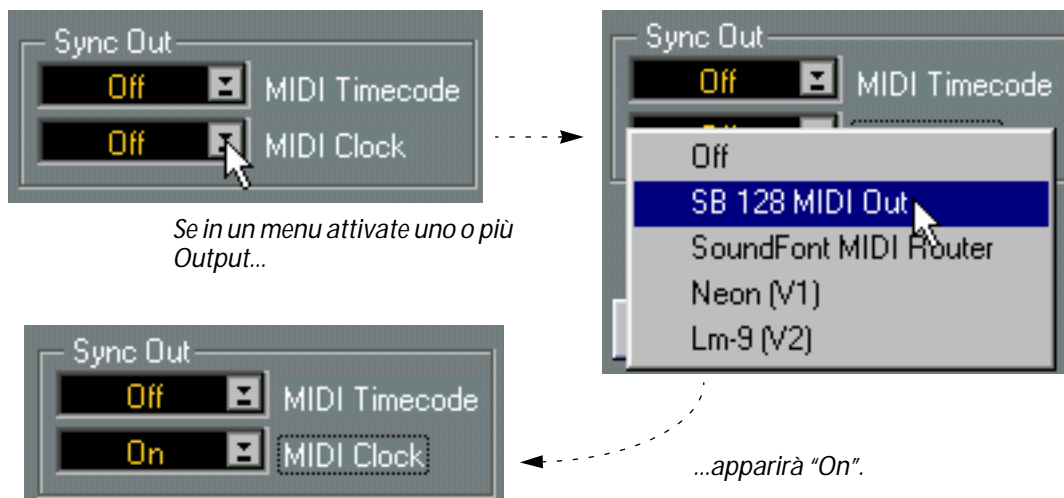 Sync Out
Off MIDI Timecode
Off MIDI Clock
Se in un menu attivate uno o più
Output...
Sync Out
Off MIDI Timecode
Off
SB 128 MIDI Out
SoundFont MIDI Router
Neon (V1)
Lm-9 (V2)
Sync Out
Off MIDI Timecode
On MIDI Clock
...apparirà “On”.